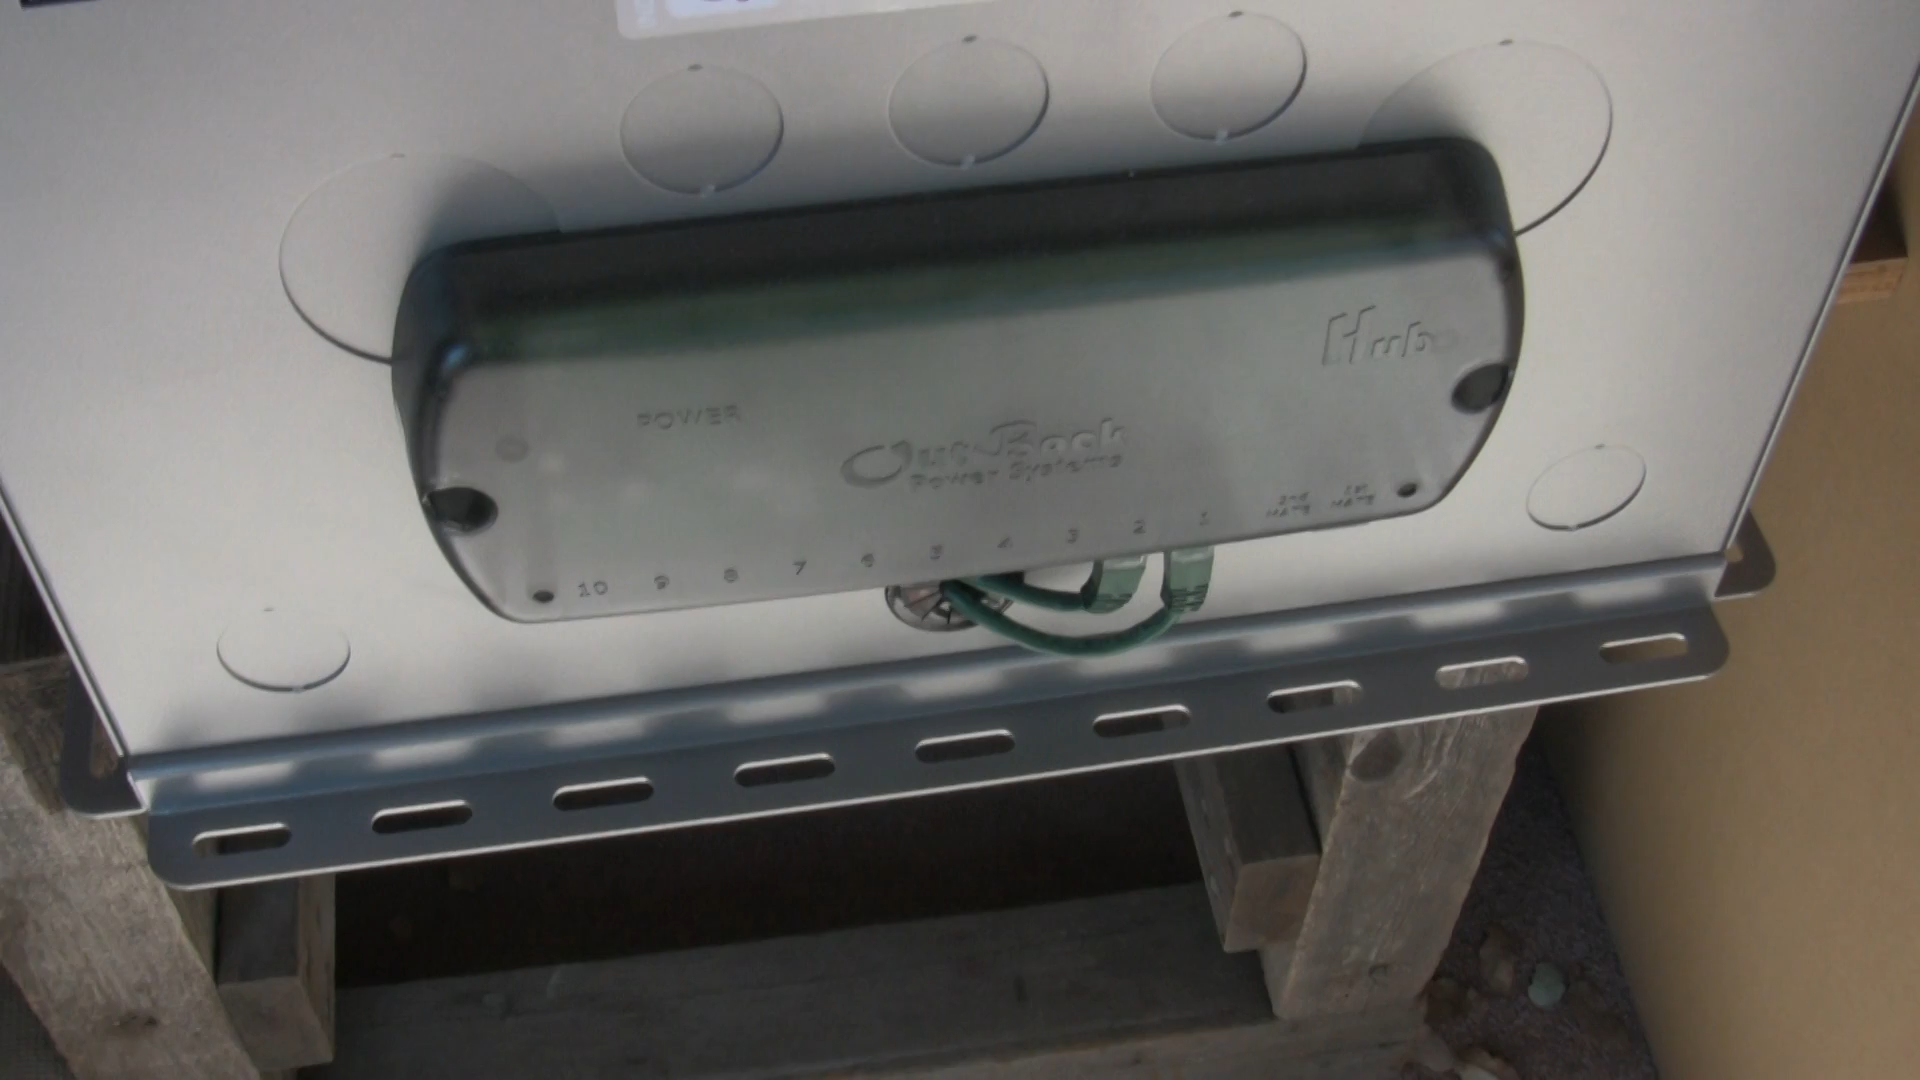 Hub
POWER
OutBack
Power Systems
10 9 8 7 6 5 4 3 2 1
2nd MATE
1st MATE